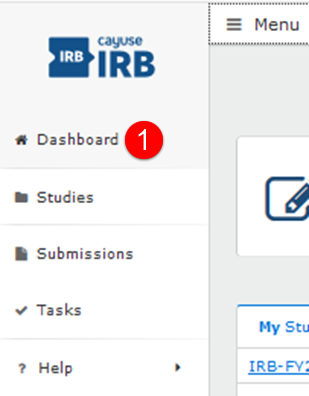 Menu
cayuse
IRB IRB
Dashboard 1
Studies
Submissions
Tasks
My Stu
? Help
IRB-FY2